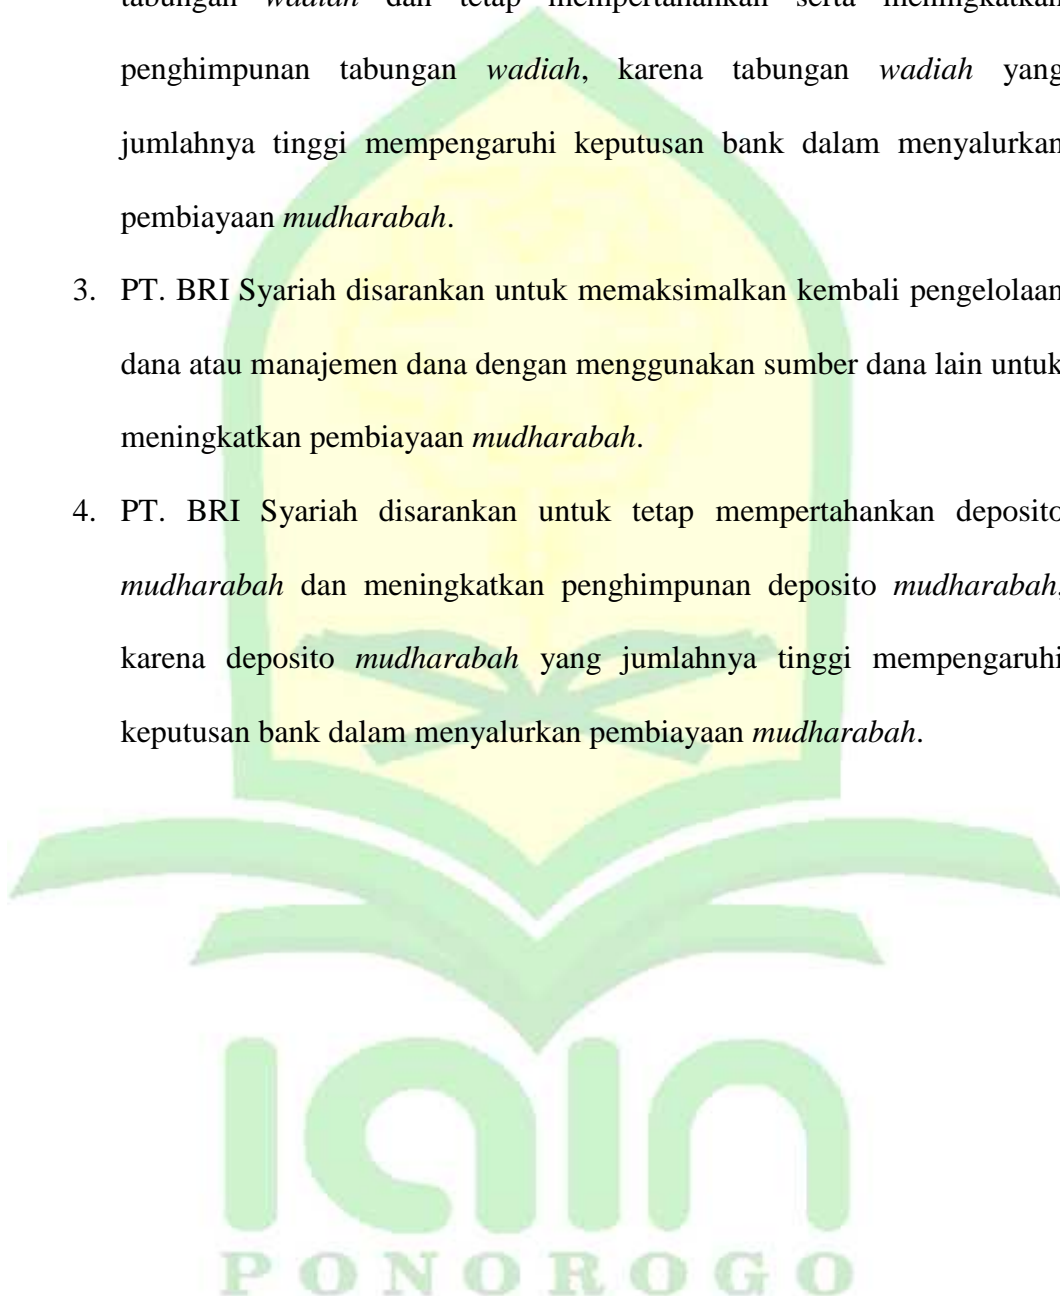 tabungan wadiah dan tetap mempertahankan serta meningkatkan
penghimpunan tabungan wadiah, karena tabungan wadiah yang
jumlahnya tinggi mempengaruhi keputusan bank dalam menyalurkan
pembiayaan mudharabah.
3. PT. BRI Syariah disarankan untuk memaksimalkan kembali pengelolaan
dana atau manajemen dana dengan menggunakan sumber dana lain untuk
meningkatkan pembiayaan mudharabah.
4. PT. BRI Syariah disarankan untuk tetap mempertahankan deposito
mudharabah dan meningkatkan penghimpunan deposito mudharabah,
karena deposito mudharabah yang jumlahnya tinggi mempengaruhi
keputusan bank dalam menyalurkan pembiayaan mudharabah.
iain
PONOROGO